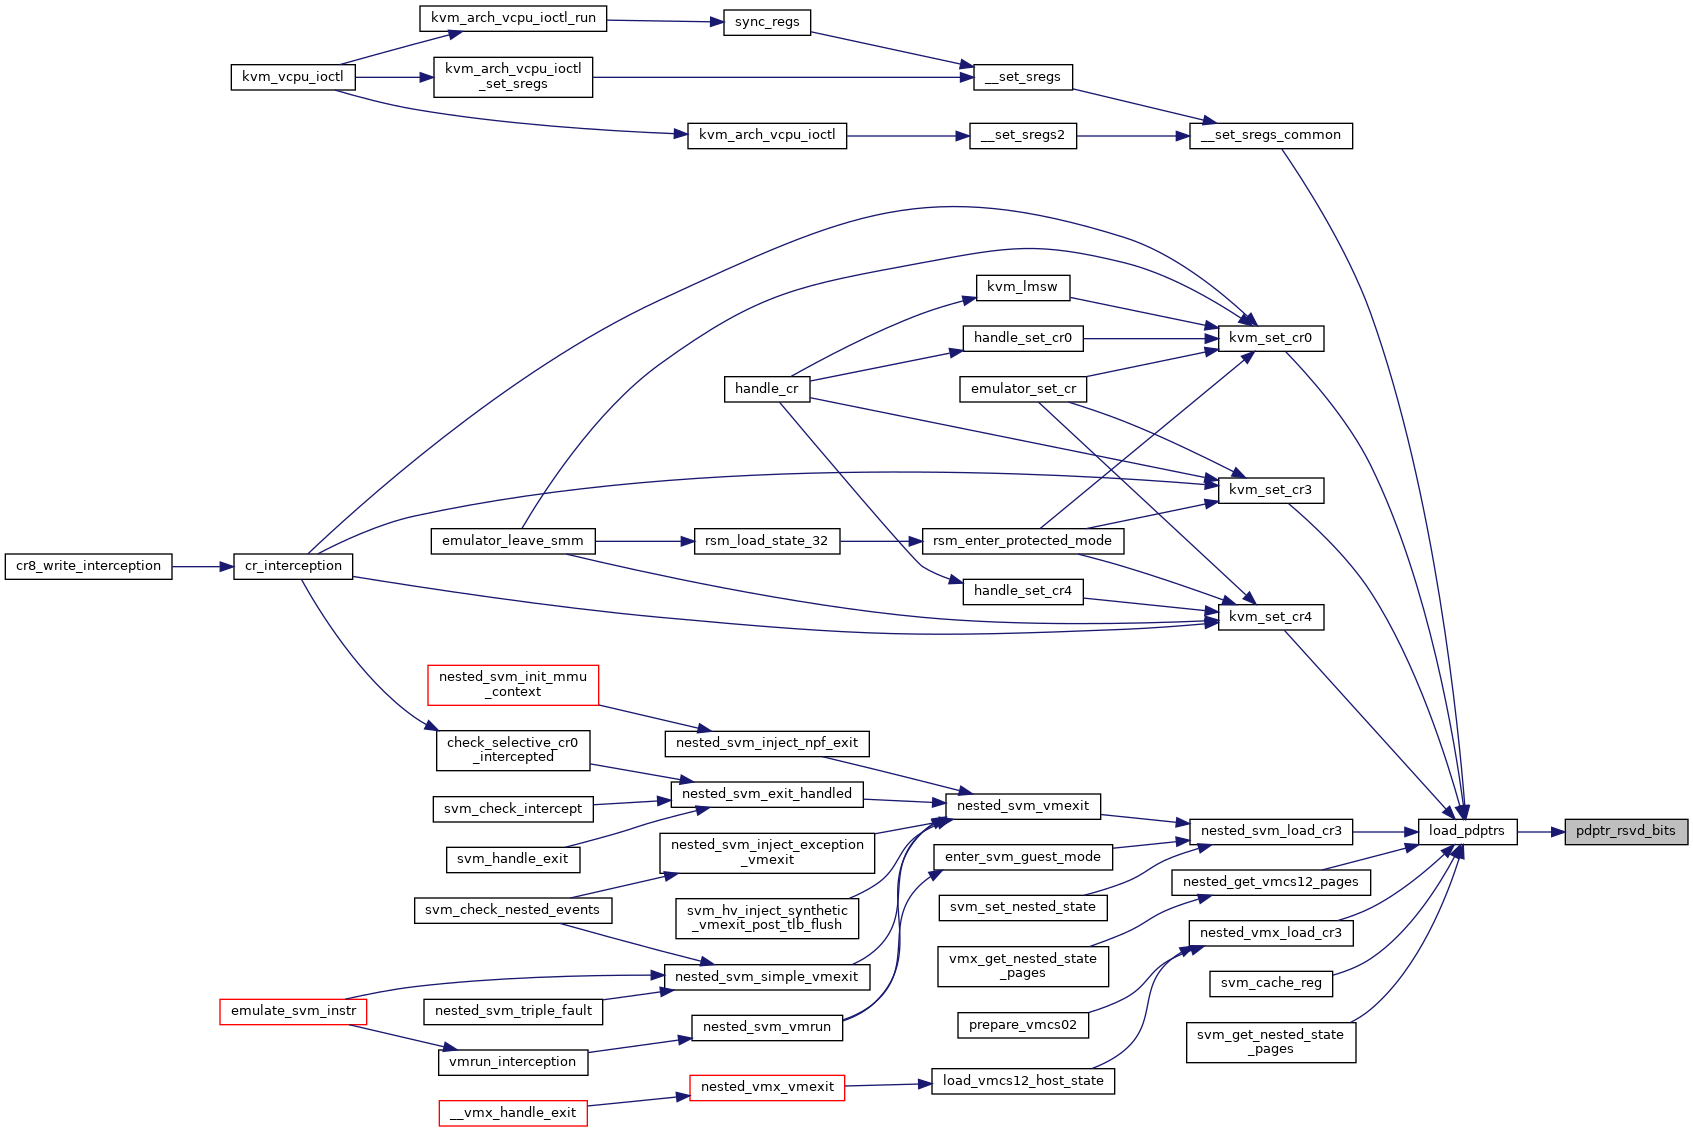 kvm_arch_vcpu_ioctl_run
sync_regs
kvm_vcpu_ioctl
kvm_arch_vcpu_ioctl
_set_sregs
__set_sregs
kvm_arch_vcpu_ioctl
__set_sregs2
__set_sregs_common
kvm_lmsw
handle_set_cr0
kvm_set_cr0
handle_cr
emulator_set_cr
kvm_set_cr3
emulator_leave_smm
rsm_load_state_32
rsm_enter_protected_mode
cr8_write_interception
cr_interception
handle_set_cr4
kvm_set_cr4
nested_svm_init_mmu
_context
check_selective_cr0
_intercepted
nested_svm_inject_npf_exit
nested_svm_exit_handled
svm_check_intercept
nested_svm_vmexit
nested_svm_load_cr3
load_pdptrs
pdptr_rsvd_bits
svm_handle_exit
nested_svm_inject_exception
_vmexit
enter_svm_guest_mode
nested_get_vmcs12_pages
svm_check_nested_events
svm_hv_inject_synthetic
_vmexit_post_tlb_flush
svm_set_nested_state
nested_vmx_load_cr3
vmx_get_nested_state
_pages
nested_svm_simple_vmexit
svm_cache_reg
emulate_svm_instr
nested_svm_triple_fault
nested_svm_vmrun
prepare_vmcs02
svm_get_nested_state
_pages
vmrun_interception
nested_vmx_vmexit
load_vmcs12_host_state
__vmx_handle_exit